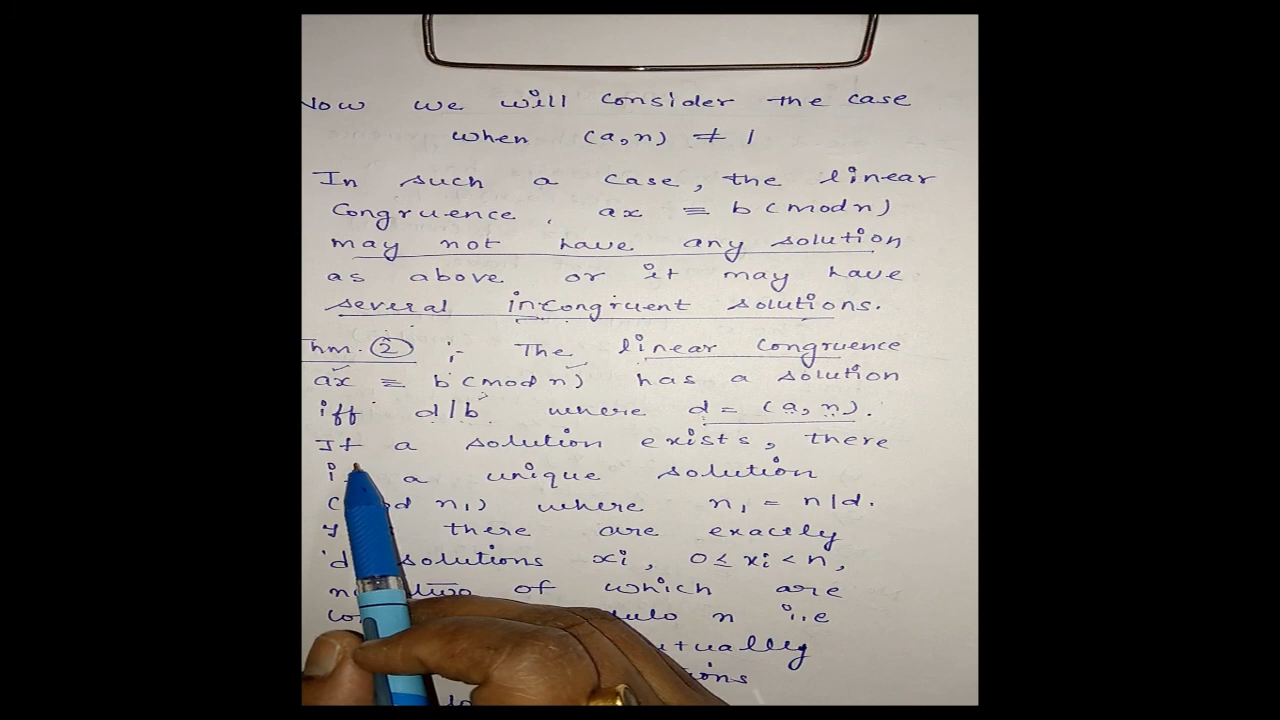 Now we will consider the case
when (a,n) ≠ 1
In such a case, the linear
Congruence, ax ≡ b (mod n)
may not have any solution
as above or it may have
several incongruent solutions.
Thm. 2 :- The linear congruence
ax ≡ b (mod n) has a solution
iff d/b where d = (a, n).
If a solution exists, there
a unique solution
n₁) where n₁ = n/d.
there are exactly
'd solutions xi, 0 ≤ xi < n,
two of which are
n i.e
mutually